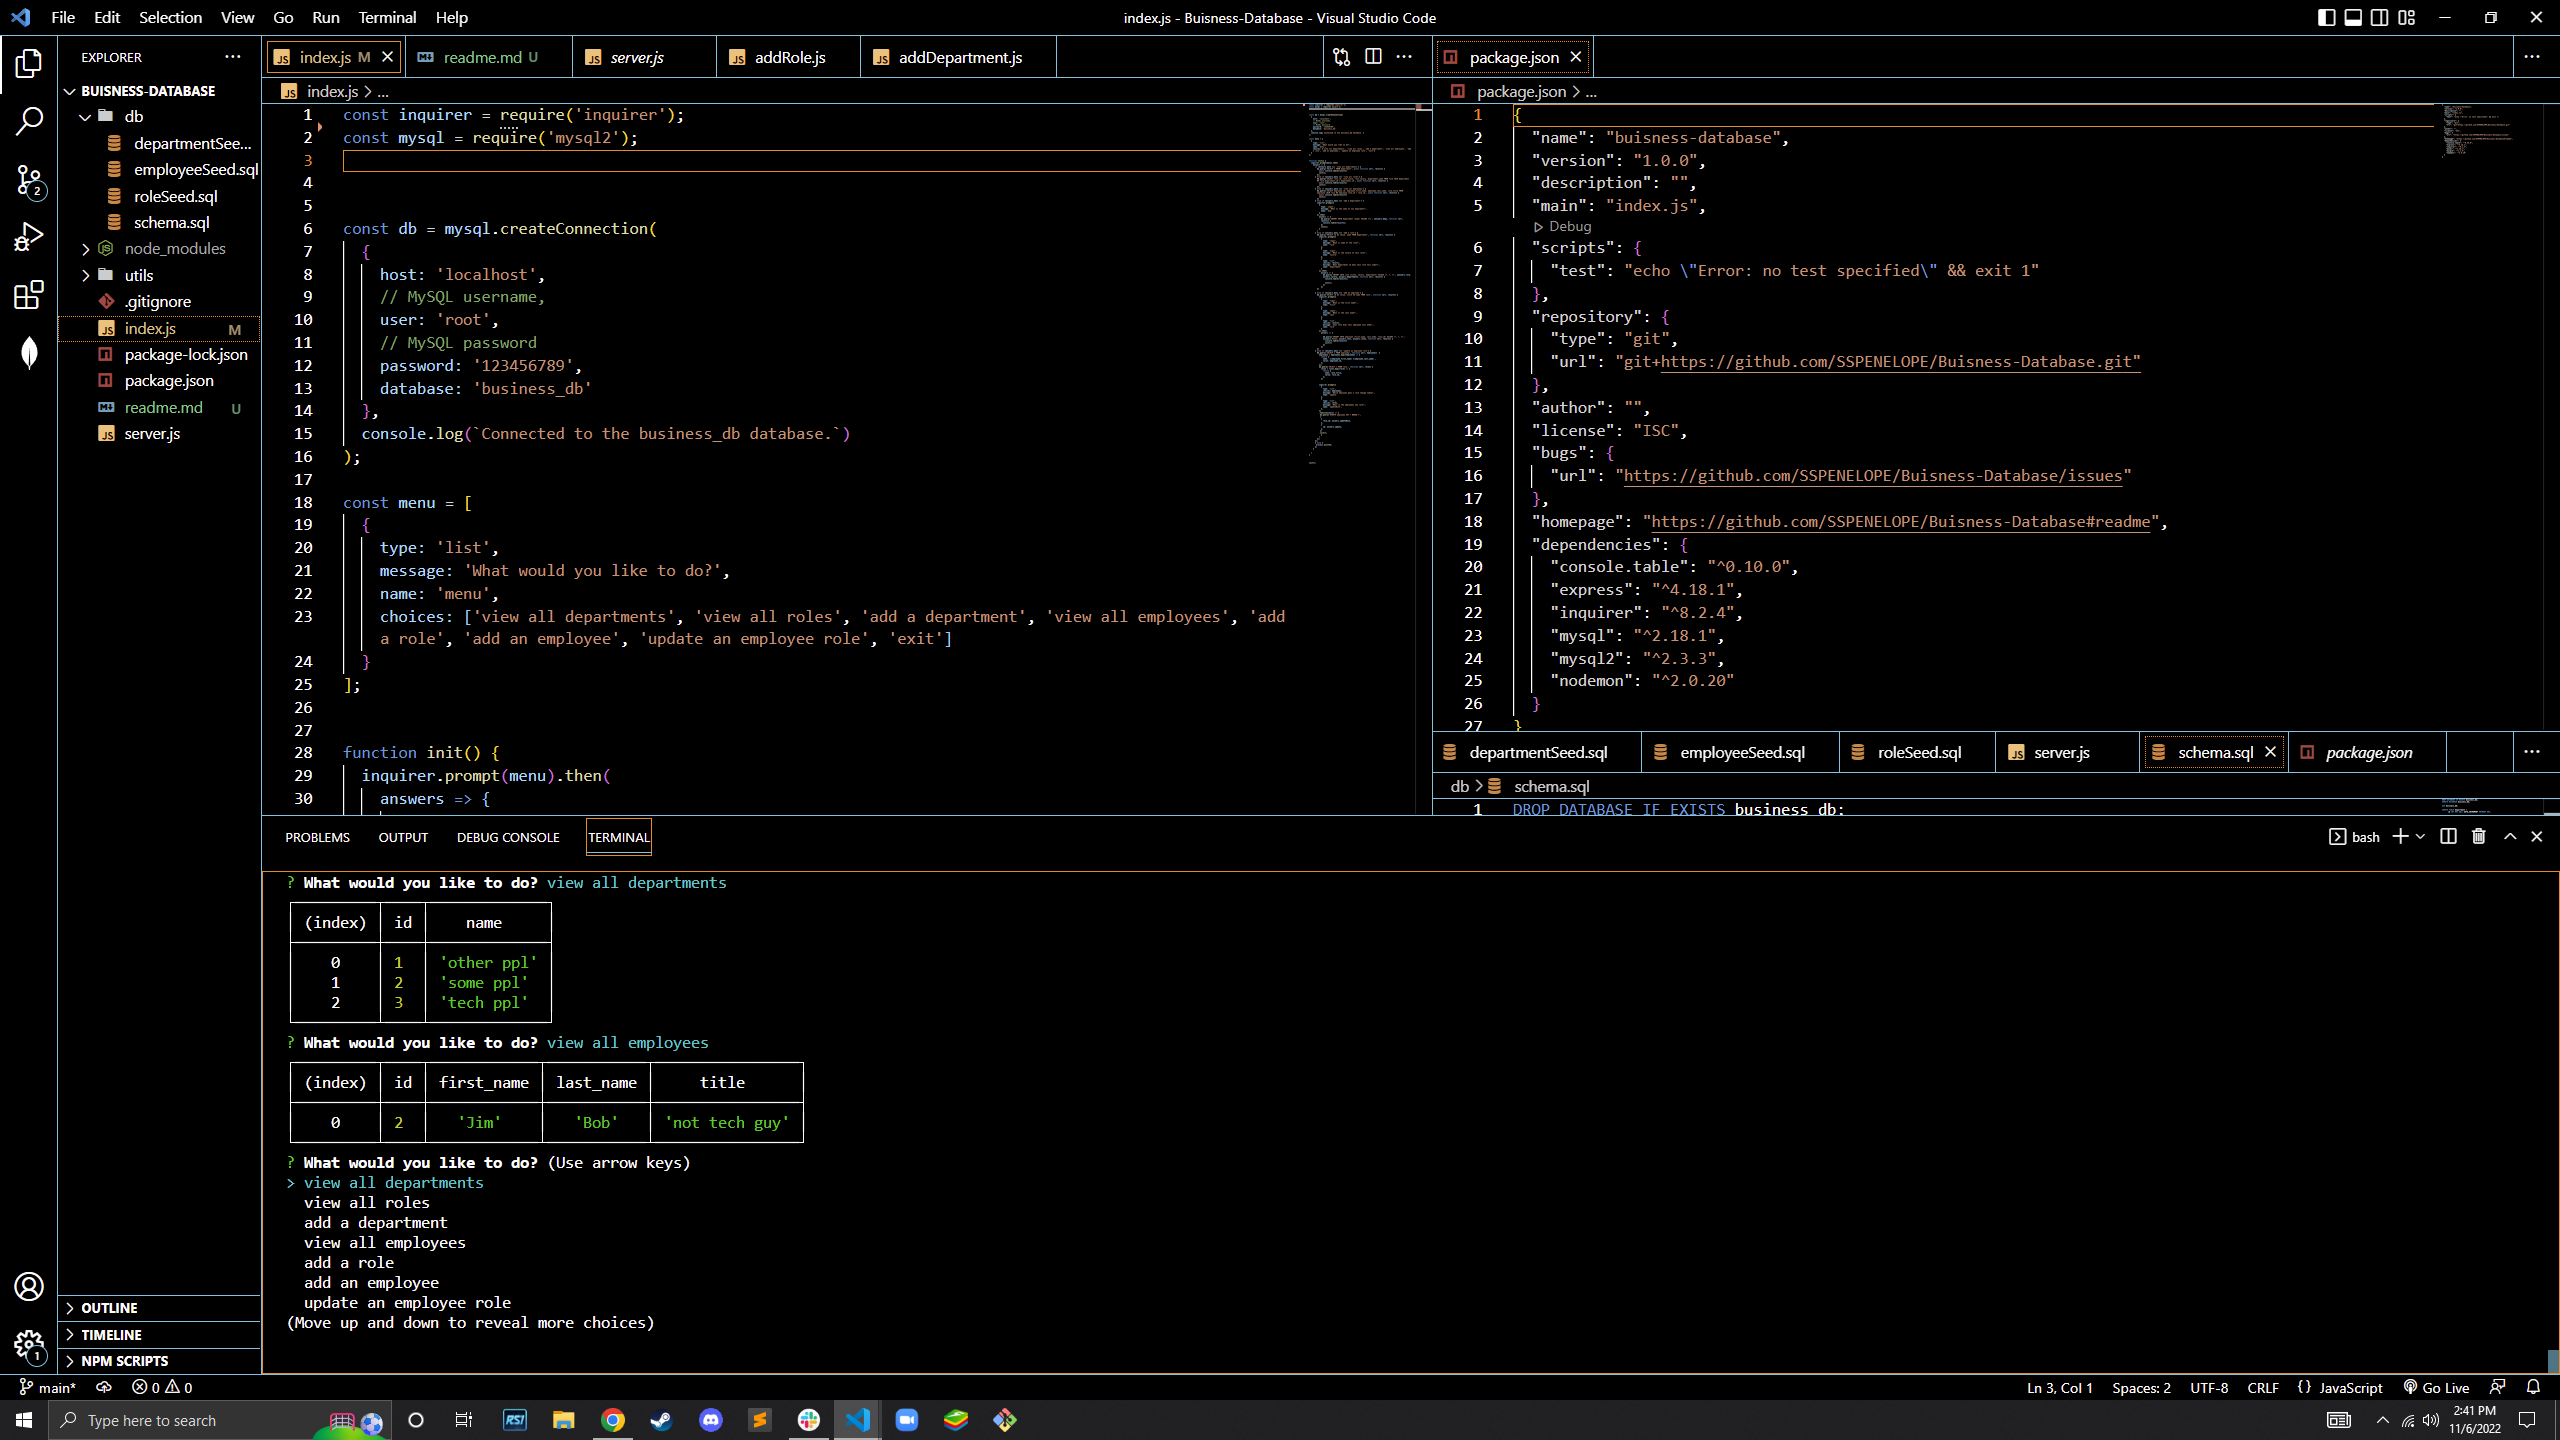 File Edit Selection View Go Run Terminal Help
index.js - Buisness-Database - Visual Studio Code
EXPLORER
BUISNESS-DATABASE
db
departmentSee...
employeeSeed.sql
roleSeed.sql
schema.sql
node_modules
utils
.gitignore
index.js M
package-lock.json
package.json
readme.md U
server.js
OUTLINE
TIMELINE
NPM SCRIPTS
2
1
index.js M
readme.md U
server.js
addRole.js
addDepartment.js
index.js > ...
1 const inquirer = require('inquirer');
2 const mysql = require('mysql2');
3
4
5
6 const db = mysql.createConnection(
7 {
8 host: 'localhost',
9 // MySQL username,
10 user: 'root',
11 // MySQL password
12 password: '123456789',
13 database: 'business_db'
14 },
15 console.log(`Connected to the business_db database.`)
16 );
17
18 const menu = [
19 {
20 type: 'list',
21 message: 'What would you like to do?',
22 name: 'menu',
23 choices: ['view all departments', 'view all roles', 'add a department', 'view all employees', 'add
a role', 'add an employee', 'update an employee role', 'exit']
24 }
25 ];
26
27
28 function init() {
29 inquirer.prompt(menu).then(
30 answers => {
package.json
package.json > ...
1 {
2 "name": "buisness-database",
3 "version": "1.0.0",
4 "description": "",
5 "main": "index.js",
Debug
6 "scripts": {
7 "test": "echo \"Error: no test specified\" && exit 1"
8 },
9 "repository": {
10 "type": "git",
11 "url": "git+https://github.com/SSPENELOPE/Buisness-Database.git"
12 },
13 "author": "",
14 "license": "ISC",
15 "bugs": {
16 "url": "https://github.com/SSPENELOPE/Buisness-Database/issues"
17 },
18 "homepage": "https://github.com/SSPENELOPE/Buisness-Database#readme",
19 "dependencies": {
20 "console.table": "^0.10.0",
21 "express": "^4.18.1",
22 "inquirer": "^8.2.4",
23 "mysql": "^2.18.1",
24 "mysql2": "^2.3.3",
25 "nodemon": "^2.0.20"
26 }
27 }
departmentSeed.sql
employeeSeed.sql
roleSeed.sql
server.js
schema.sql
package.json
db > schema.sql
1 DROP DATABASE IF EXISTS business_db;
PROBLEMS OUTPUT DEBUG CONSOLE TERMINAL
bash
? What would you like to do? view all departments
(index) id name
0 1 'other ppl'
1 2 'some ppl'
2 3 'tech ppl'
? What would you like to do? view all employees
(index) id first_name last_name title
0 2 'Jim' 'Bob' 'not tech guy'
? What would you like to do? (Use arrow keys)
> view all departments
view all roles
add a department
view all employees
add a role
add an employee
update an employee role
(Move up and down to reveal more choices)
main* 0 0
Ln 3, Col 1 Spaces: 2 UTF-8 CRLF {} JavaScript Go Live
Type here to search
RSI
2:41 PM
11/6/2022